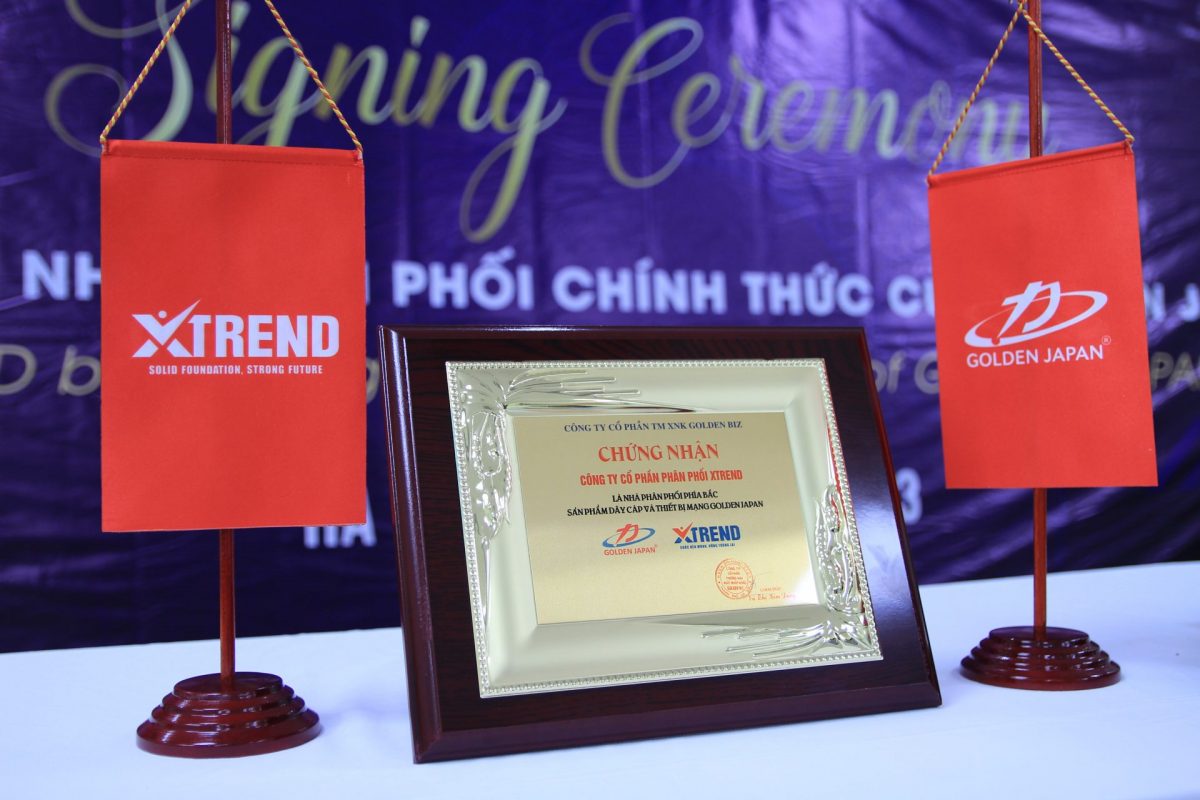 Signing Ceremony
PHỐI CHÍNH THỨC
XTREND
SOLID FOUNDATION, STRONG FUTURE
GOLDEN JAPAN®
CÔNG TY CỔ PHẦN TM XNK GOLDEN BIZ
CHỨNG NHẬN
CÔNG TY CỔ PHẦN PHÂN PHỐI XTREND
LÀ NHÀ PHÂN PHỐI PHÍA BẮC
SẢN PHẨM DÂY CÁP VÀ THIẾT BỊ MẠNG GOLDEN JAPAN
GOLDEN JAPAN® XTREND